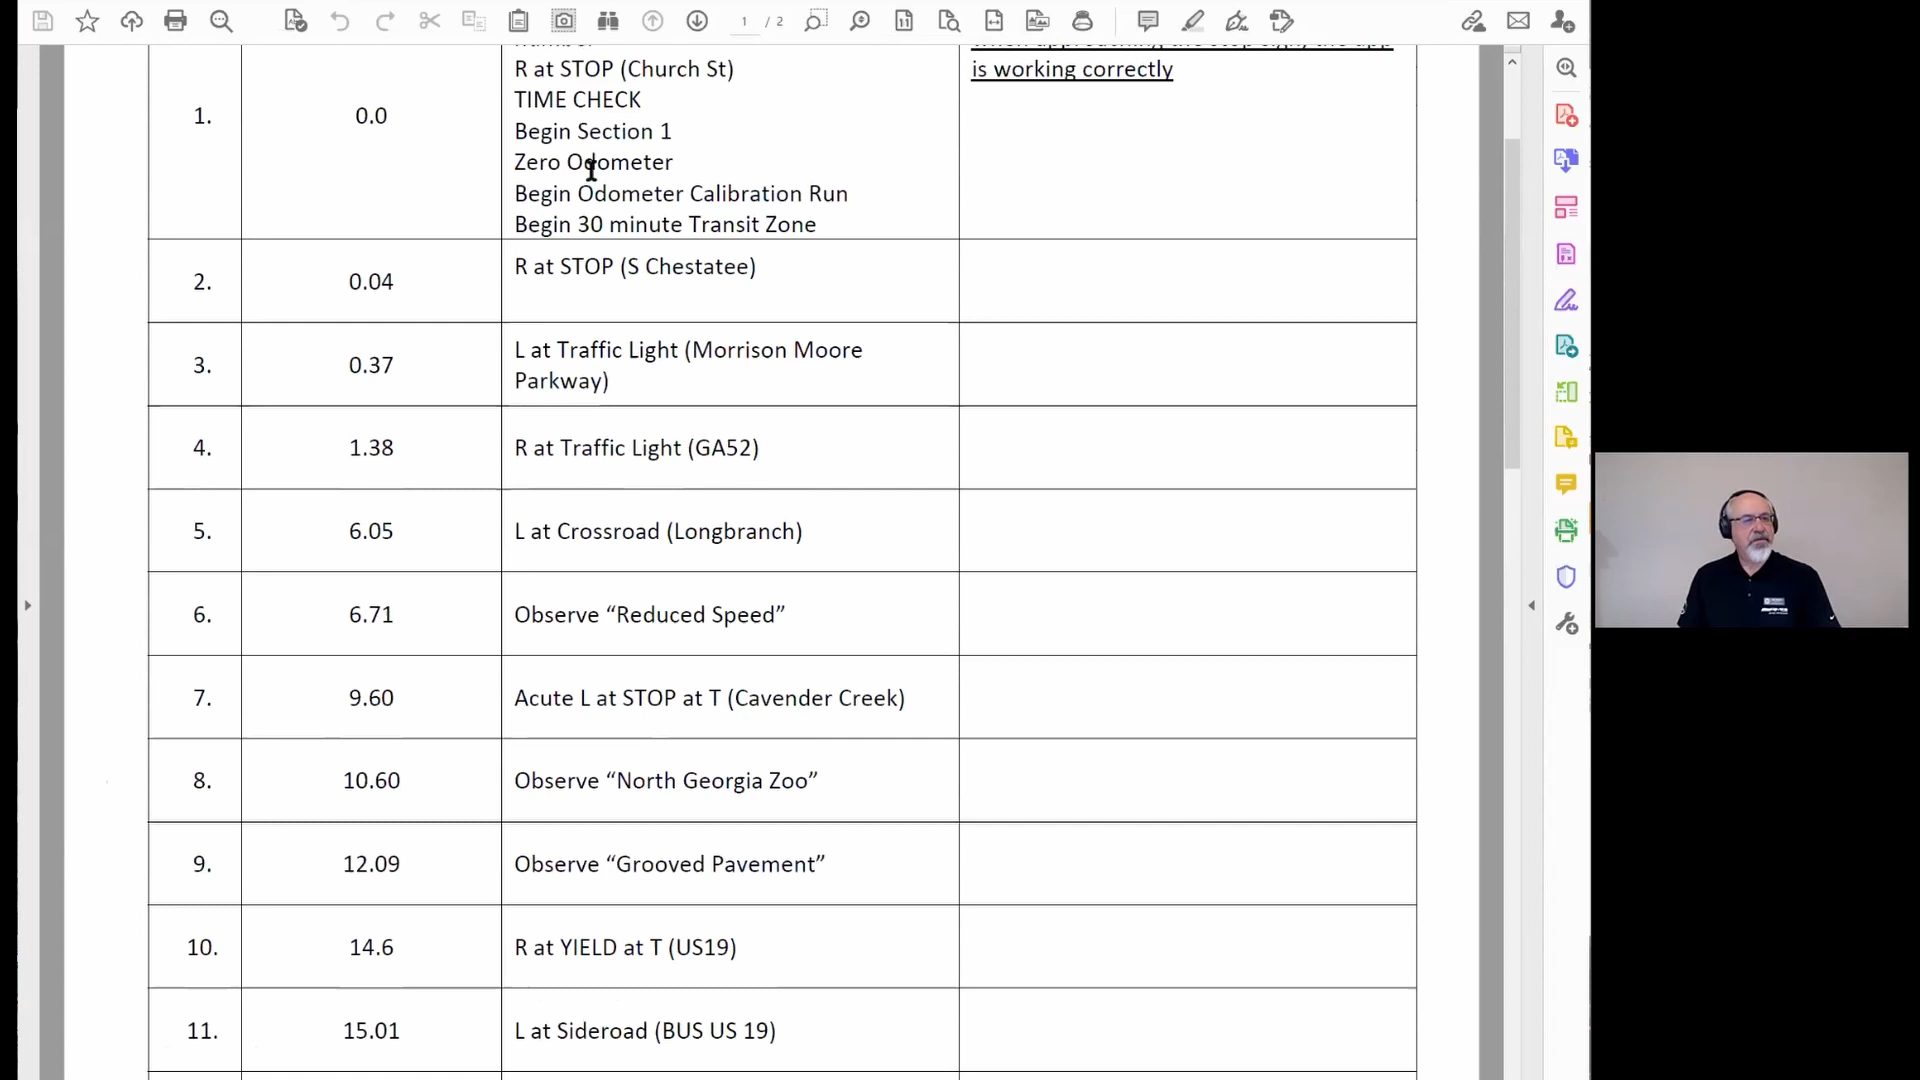 1 / 2
is working correctly
1. 0.0
R at STOP (Church St)
TIME CHECK
Begin Section 1
Zero Odometer
Begin Odometer Calibration Run
Begin 30 minute Transit Zone
2. 0.04 R at STOP (S Chestatee)
3. 0.37 L at Traffic Light (Morrison Moore
Parkway)
4. 1.38 R at Traffic Light (GA52)
5. 6.05 L at Crossroad (Longbranch)
6. 6.71 Observe “Reduced Speed”
7. 9.60 Acute L at STOP at T (Cavender Creek)
8. 10.60 Observe “North Georgia Zoo”
9. 12.09 Observe “Grooved Pavement”
10. 14.6 R at YIELD at T (US19)
11. 15.01 L at Sideroad (BUS US 19)